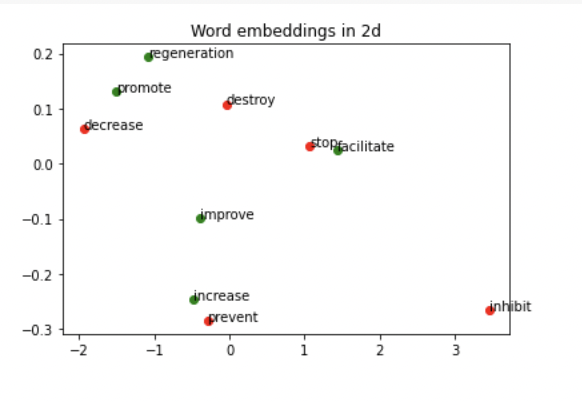 Word embeddings in 2d
0.2
regeneration
promote
0.1
destroy
decrease
stop
facilitate
0.0
−0.1
improve
−0.2
increase
inhibit
prevent
−0.3
−2
−1
0
1
2
3